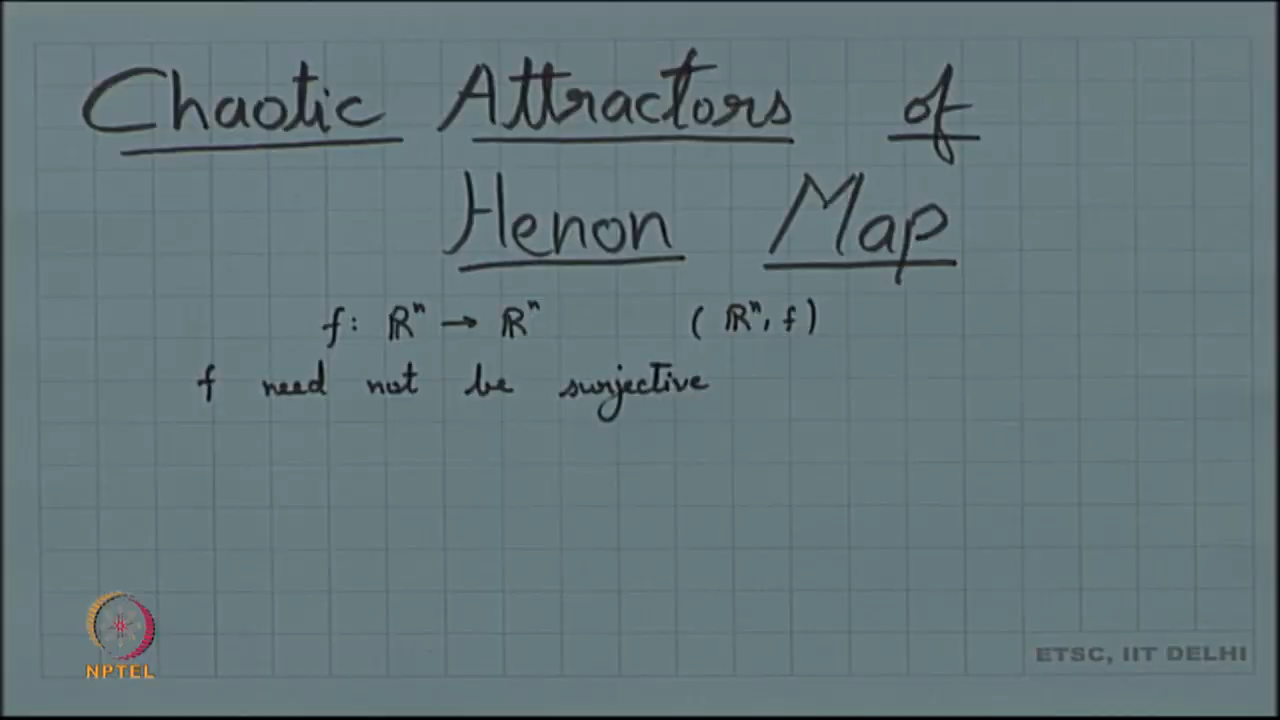 Chaotic Attractors of
Henon Map
f: ℝⁿ → ℝⁿ (ℝⁿ, f)
f need not be surjective
NPTEL
ETSC, IIT DELHI